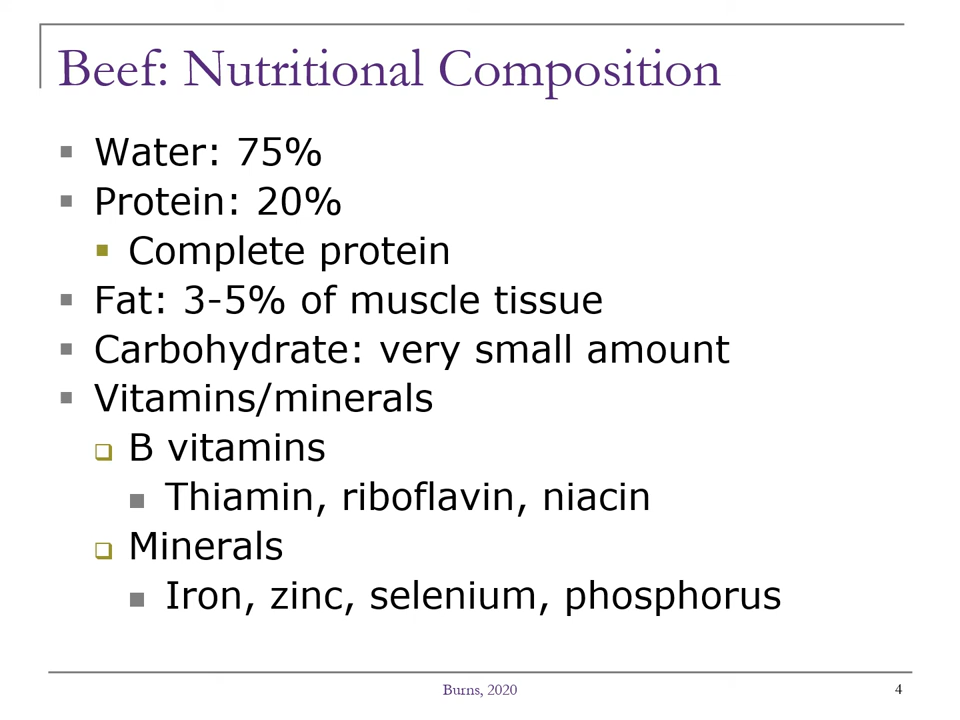 Beef: Nutritional Composition
Water: 75%
Protein: 20%
Complete protein
Fat: 3-5% of muscle tissue
Carbohydrate: very small amount
Vitamins/minerals
B vitamins
Thiamin, riboflavin, niacin
Minerals
Iron, zinc, selenium, phosphorus
Burns, 2020
4